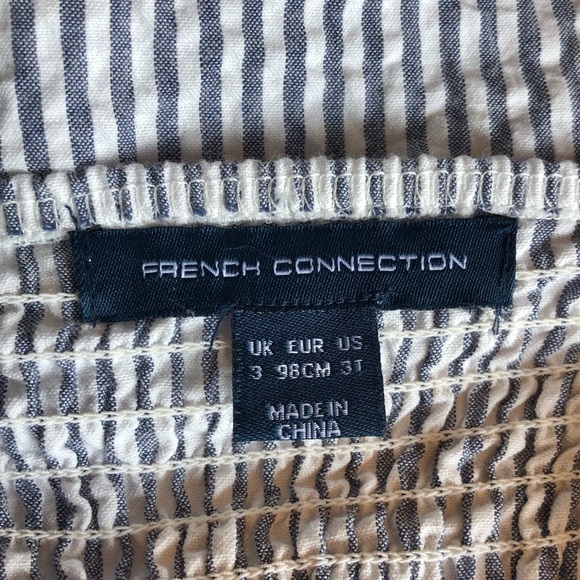 FRENCH CONNECTION
UK EUR US
3 98CM 3T
MADE IN
CHINA